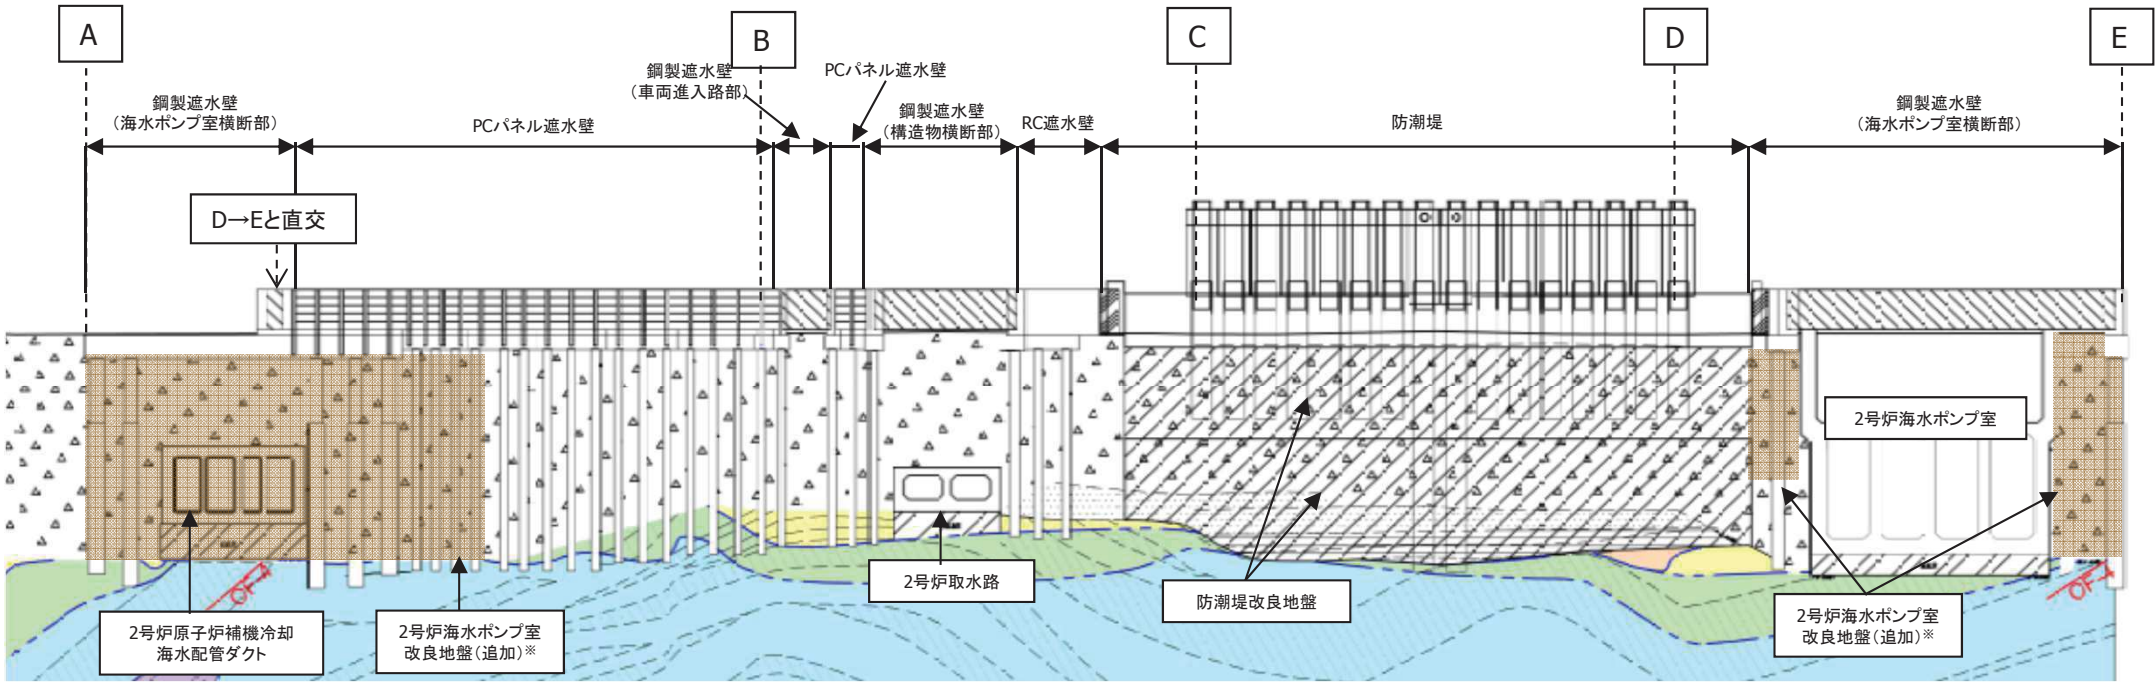 A
B
C
D
E
鋼製遮水壁
（海水ポンプ室横断部）
PCパネル遮水壁
鋼製遮水壁
（車両進入路部）
PCパネル遮水壁
鋼製遮水壁
（構造物横断部）
RC遮水壁
防潮堤
鋼製遮水壁
（海水ポンプ室横断部）
D→Eと直交
2号炉海水ポンプ室
2号炉取水路
防潮堤改良地盤
2号炉原子炉補機冷却
海水配管ダクト
2号炉海水ポンプ室
改良地盤（追加）※
2号炉海水ポンプ室
改良地盤（追加）※
OF-4
OF-4